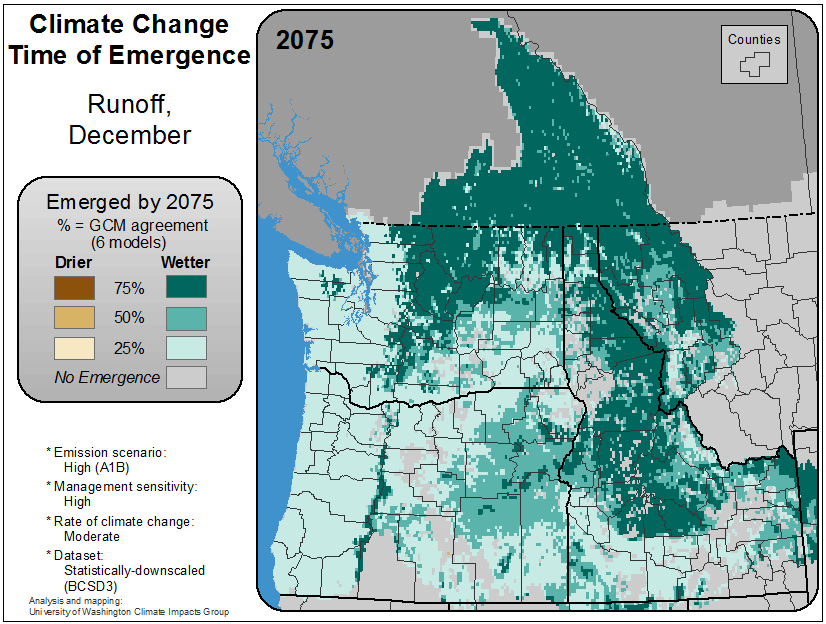 Climate Change
Time of Emergence
Runoff,
December
Emerged by 2075
% = GCM agreement
(6 models)
Drier Wetter
75%
50%
25%
No Emergence
* Emission scenario:
High (A1B)
* Management sensitivity:
High
* Rate of climate change:
Moderate
* Dataset:
Statistically-downscaled
(BCSD3)
Analysis and mapping:
University of Washington Climate Impacts Group
2075
Counties